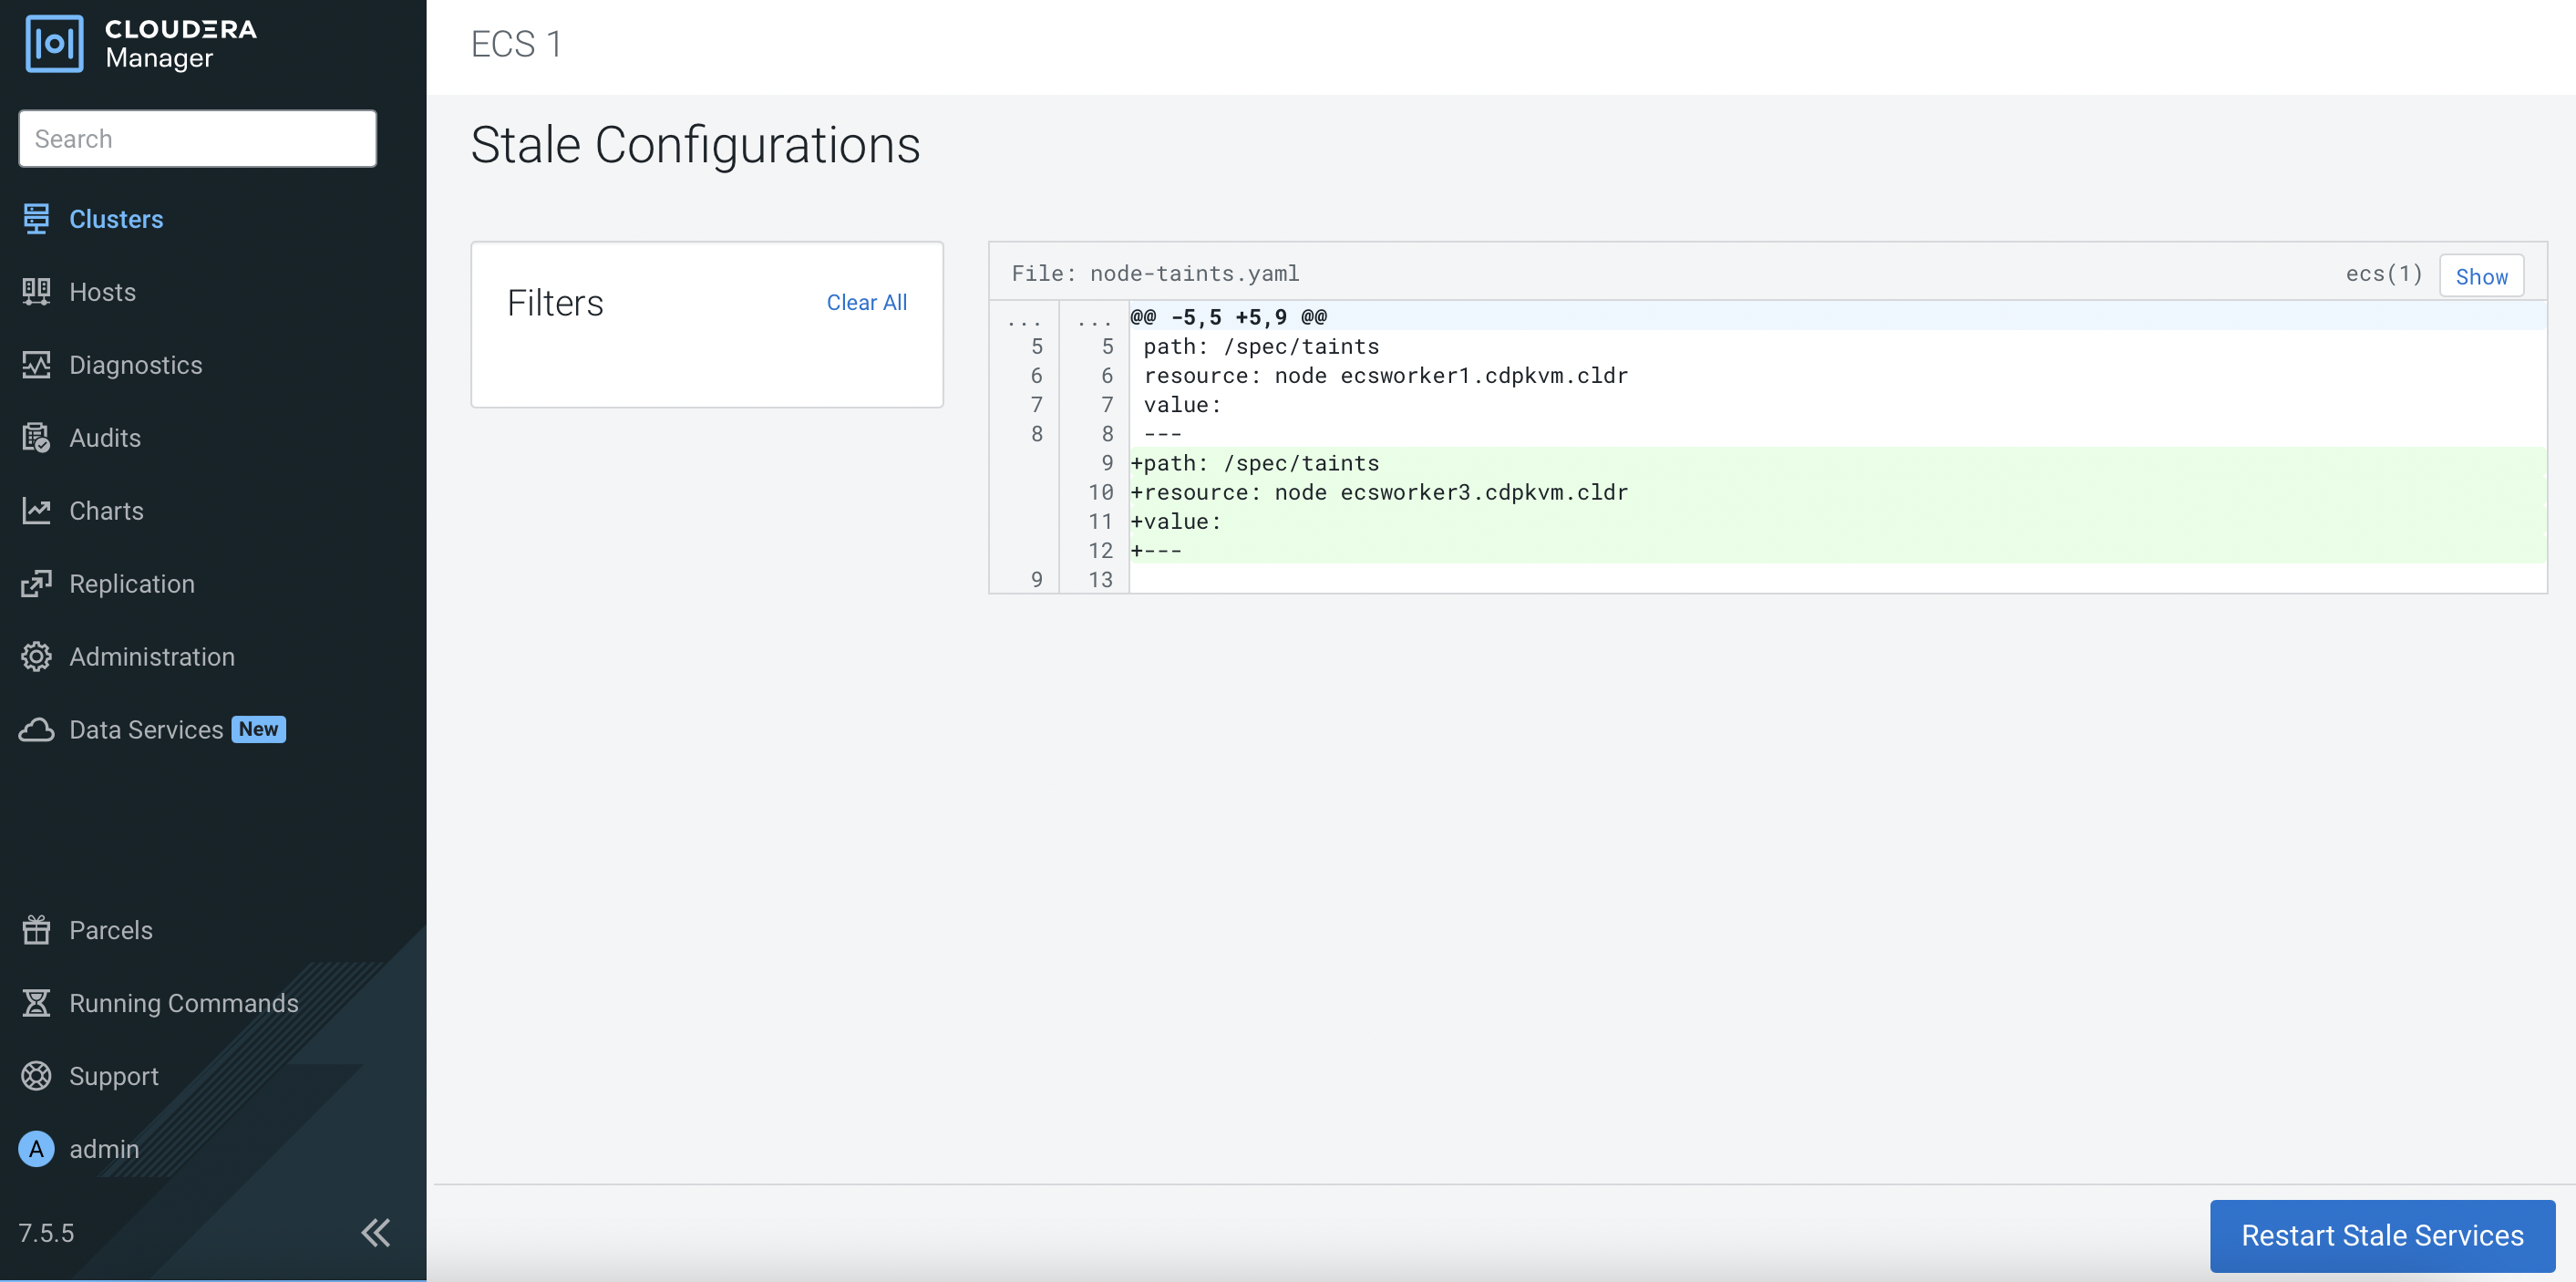 CLOUDERA
Manager
Search
Clusters
Hosts
Diagnostics
Audits
Charts
Replication
Administration
Data Services New
Parcels
Running Commands
Support
A admin
7.5.5
ECS 1
Stale Configurations
Filters Clear All
File: node-taints.yaml ecs(1) Show
... ... @@ -5,5 +5,9 @@
5 5 path: /spec/taints
6 6 resource: node ecsworker1.cdpkvm.cldr
7 7 value:
8 8 ---
9 +path: /spec/taints
10 +resource: node ecsworker3.cdpkvm.cldr
11 +value:
12 +---
9 13
Restart Stale Services